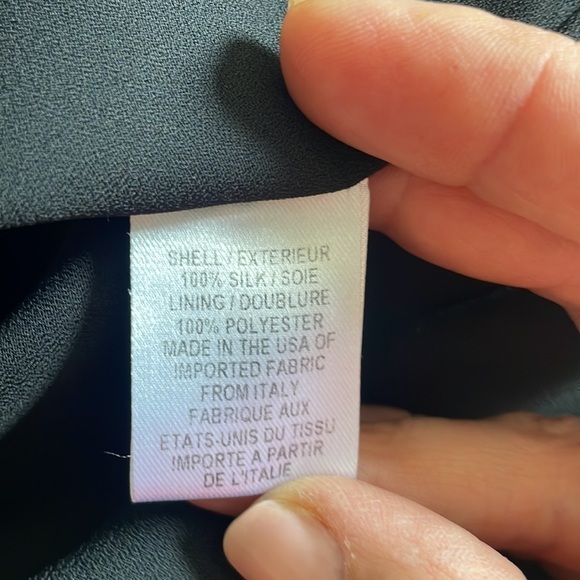 SHELL / EXTERIEUR
100% SILK / SOIE
LINING / DOUBLURE
100% POLYESTER
MADE IN THE USA OF
IMPORTED FABRIC
FROM ITALY
FABRIQUE AUX
ETATS-UNIS DU TISSU
IMPORTE A PARTIR
DE L'ITALIE